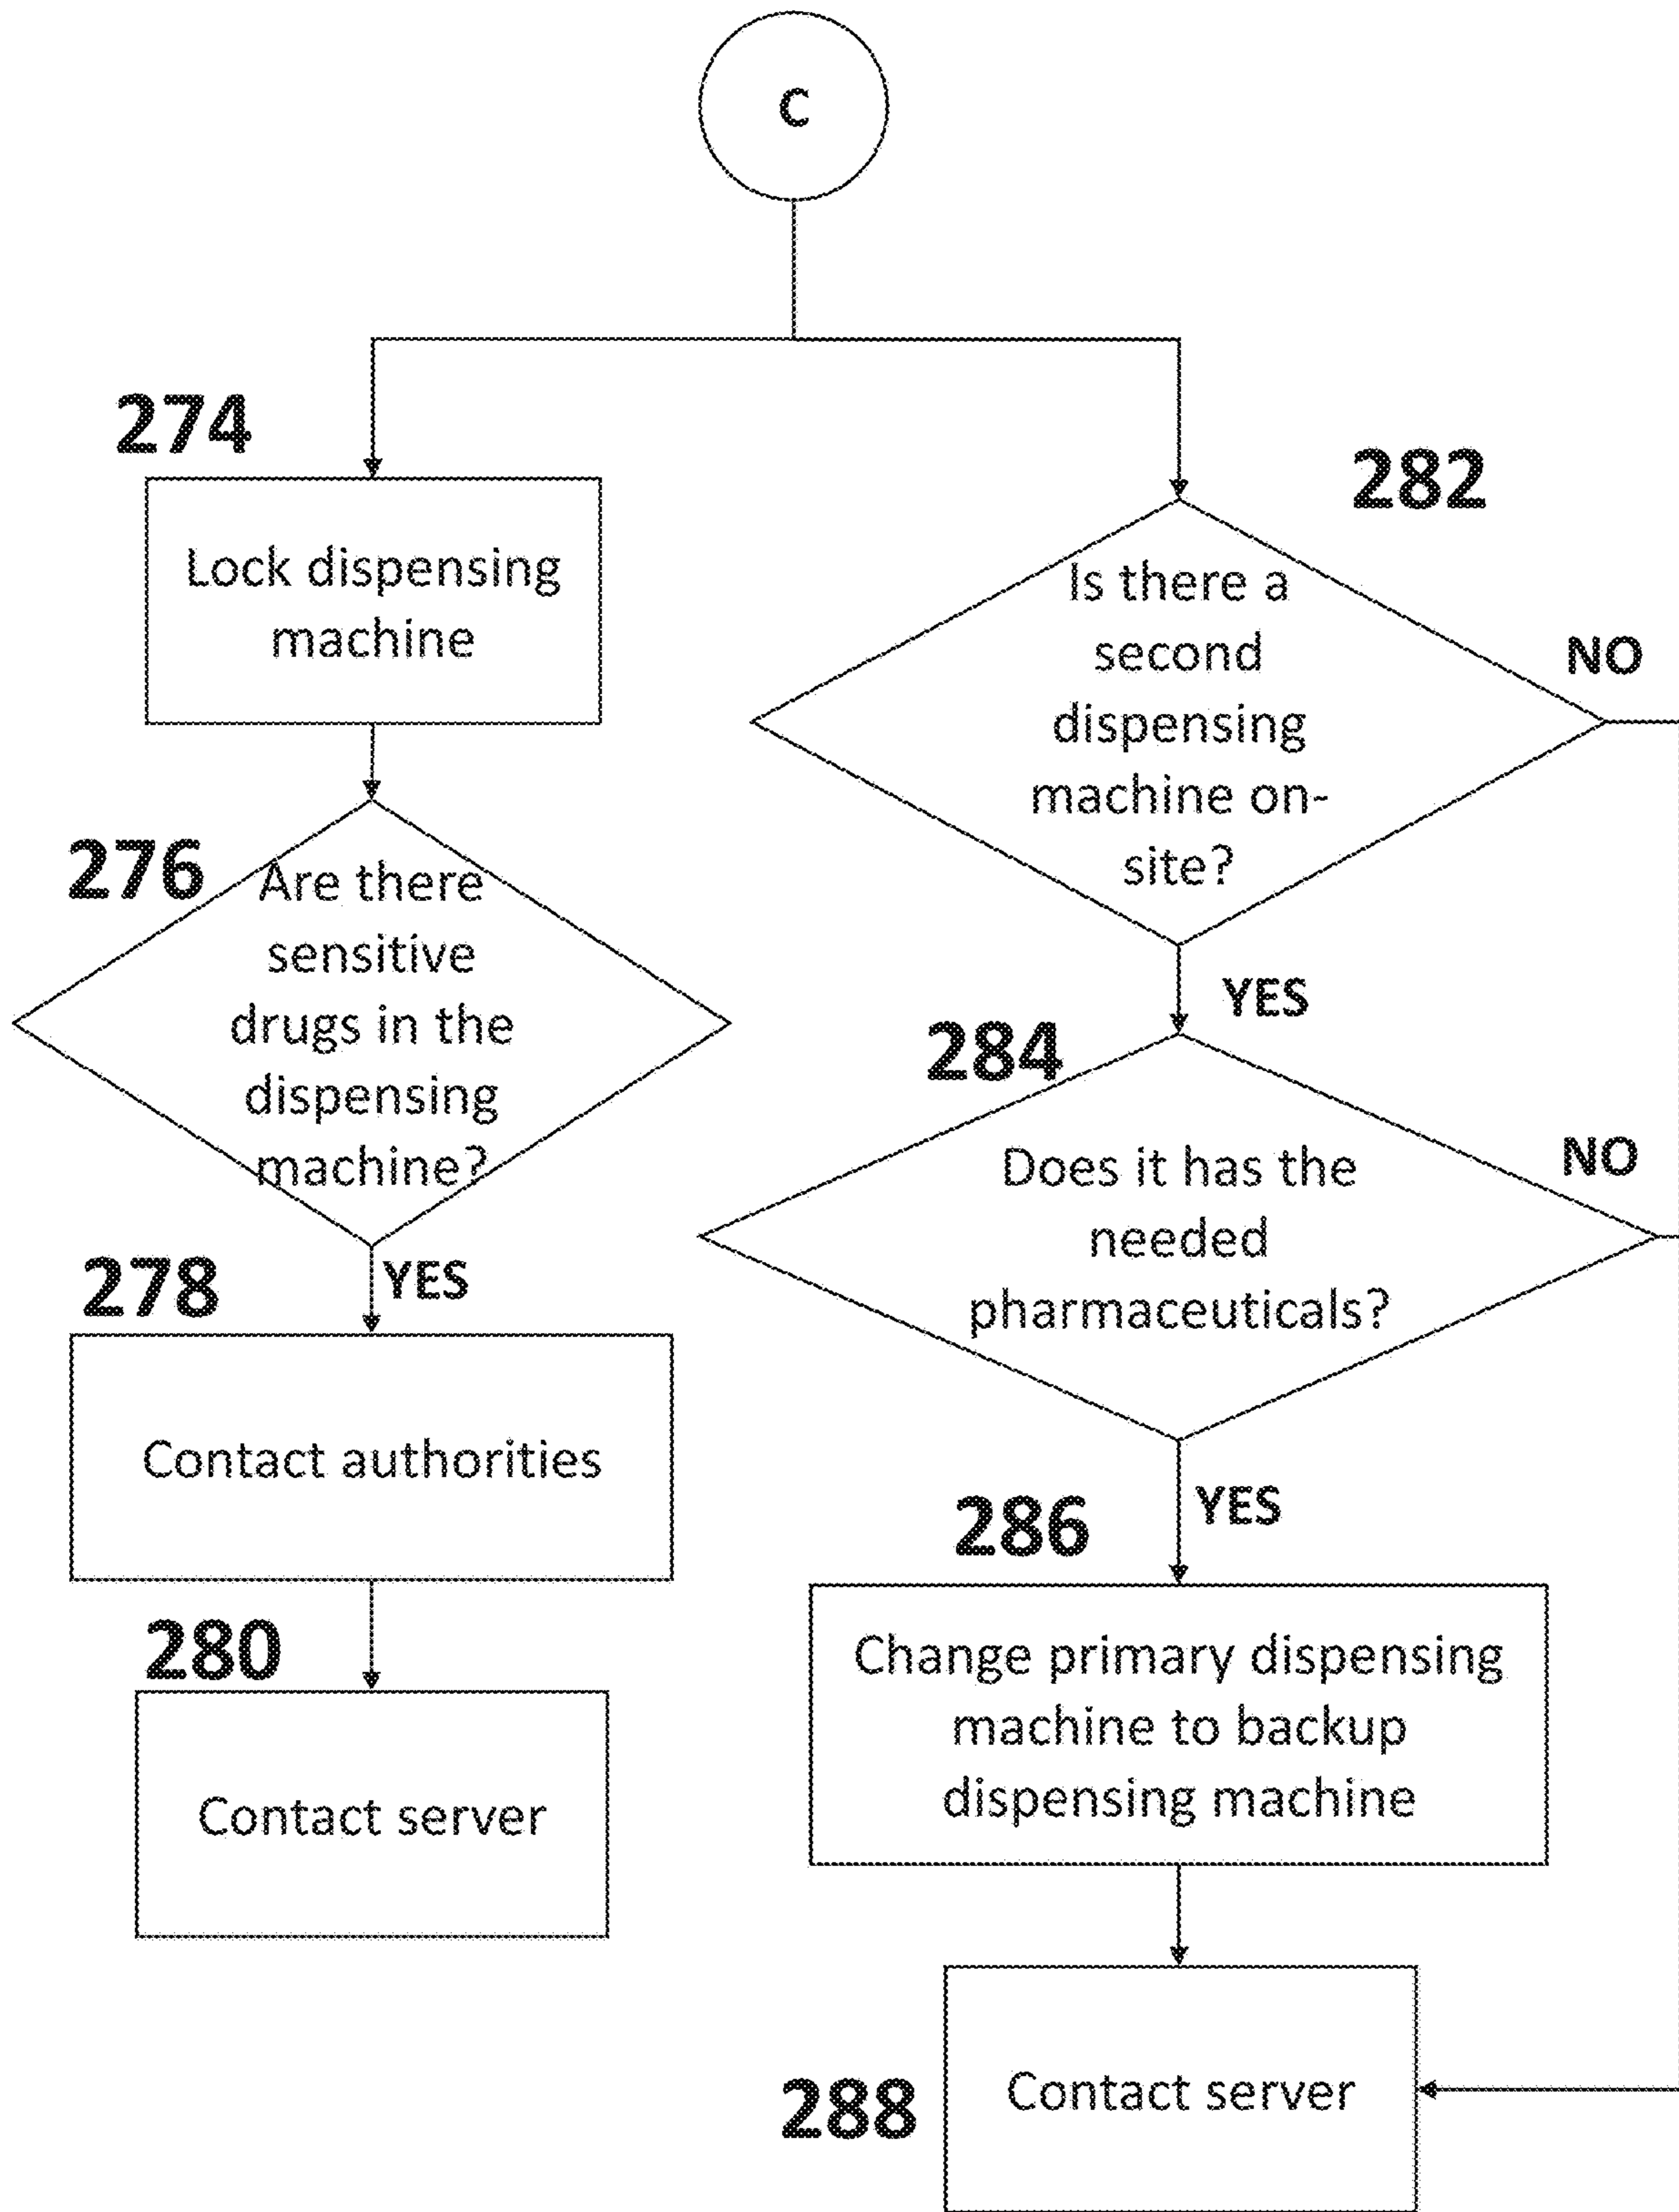 C
274
Lock dispensing
machine
276
Are there
sensitive
drugs in the
dispensing
machine?
YES
278
Contact authorities
280
Contact server
282
Is there a
second
dispensing
machine on-
site?
NO
YES
284
Does it has the
needed
pharmaceuticals?
NO
YES
286
Change primary dispensing
machine to backup
dispensing machine
288
Contact server